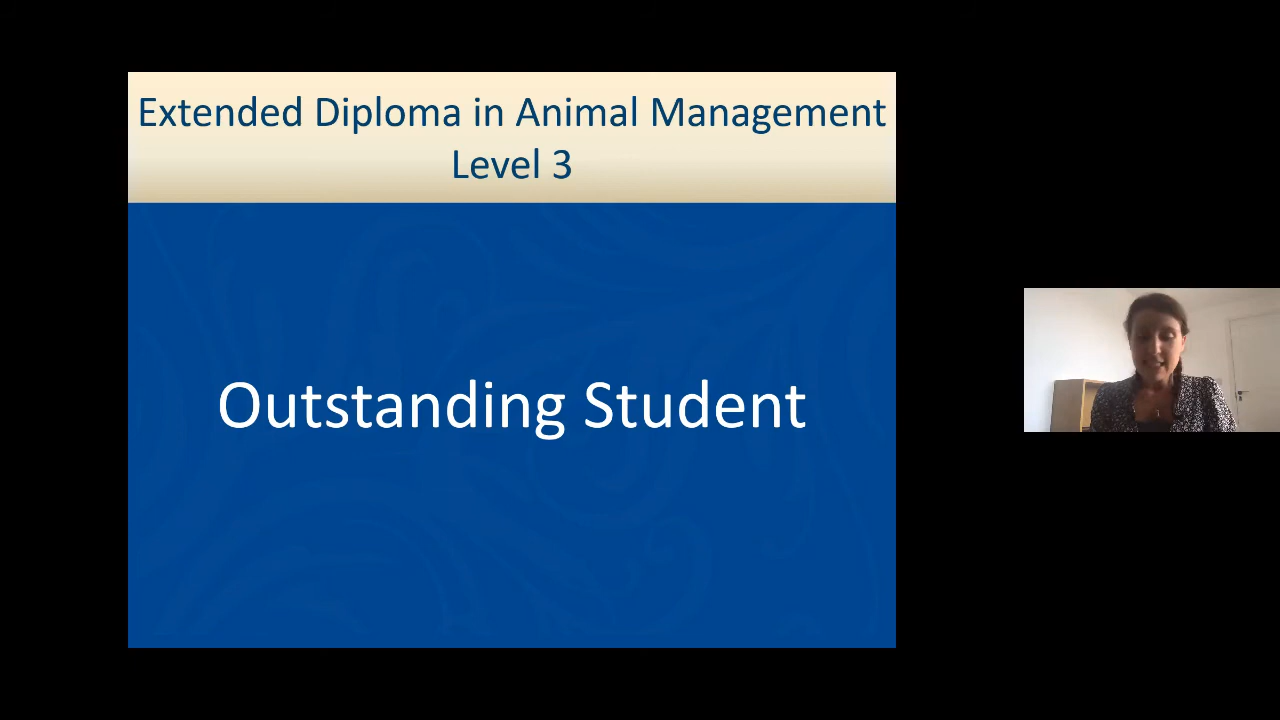 Extended Diploma in Animal Management
Level 3
Outstanding Student